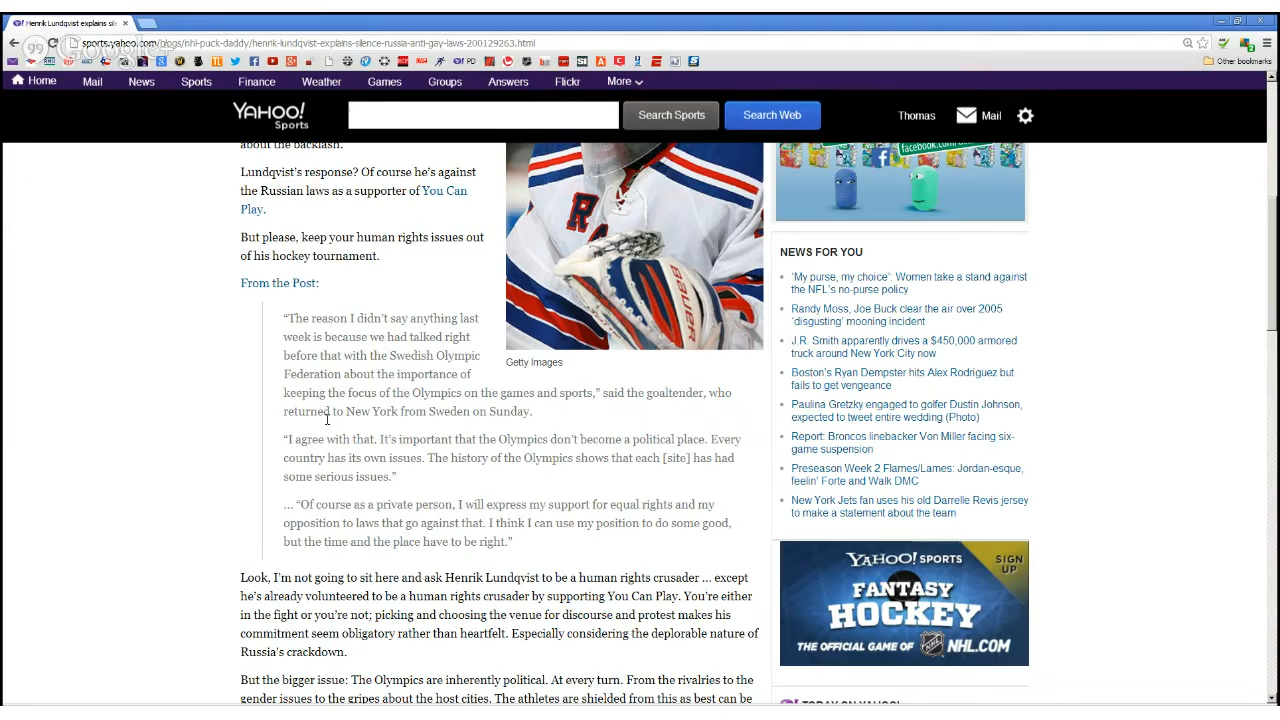 Henrik Lundqvist explains sile
Google+
sports.yahoo.com/blogs/nhl-puck-daddy/henrik-lundqvist-explains-silence-russia-anti-gay-laws-200129263.html
PD
Other bookmarks
Home Mail News Sports Finance Weather Games Groups Answers Flickr More
YAHOO!
Sports
Search Sports
Search Web
Thomas
Mail
about the backlash.
Lundqvist's response? Of course he's against
the Russian laws as a supporter of You Can
Play.
But please, keep your human rights issues out
of his hockey tournament.
From the Post:
“The reason I didn’t say anything last
week is because we had talked right
before that with the Swedish Olympic
Federation about the importance of
keeping the focus of the Olympics on the games and sports,” said the goaltender, who
returned to New York from Sweden on Sunday.
“I agree with that. It’s important that the Olympics don’t become a political place. Every
country has its own issues. The history of the Olympics shows that each [site] has had
some serious issues.”
... “Of course as a private person, I will express my support for equal rights and my
opposition to laws that go against that. I think I can use my position to do some good,
but the time and the place have to be right.”
Look, I’m not going to sit here and ask Henrik Lundqvist to be a human rights crusader ... except
he’s already volunteered to be a human rights crusader by supporting You Can Play. You’re either
in the fight or you’re not; picking and choosing the venue for discourse and protest makes his
commitment seem obligatory rather than heartfelt. Especially considering the deplorable nature of
Russia’s crackdown.
But the bigger issue: The Olympics are inherently political. At every turn. From the rivalries to the
gender issues to the gripes about the host cities. The athletes are shielded from this as best can be
BAUER
Getty Images
facebook.com/
NEWS FOR YOU
‘My purse, my choice’: Women take a stand against
the NFL’s no-purse policy
Randy Moss, Joe Buck clear the air over 2005
‘disgusting’ mooning incident
J.R. Smith apparently drives a $450,000 armored
truck around New York City now
Boston’s Ryan Dempster hits Alex Rodriguez but
fails to get vengeance
Paulina Gretzky engaged to golfer Dustin Johnson,
expected to tweet entire wedding (Photo)
Report: Broncos linebacker Von Miller facing six-
game suspension
Preseason Week 2 Flames/Lames: Jordan-esque,
feelin’ Forte and Walk DMC
New York Jets fan uses his old Darrelle Revis jersey
to make a statement about the team
YAHOO! SPORTS
SIGN
UP
FANTASY
HOCKEY
THE OFFICIAL GAME OF NHL.COM
TODAY ON YAHOO!